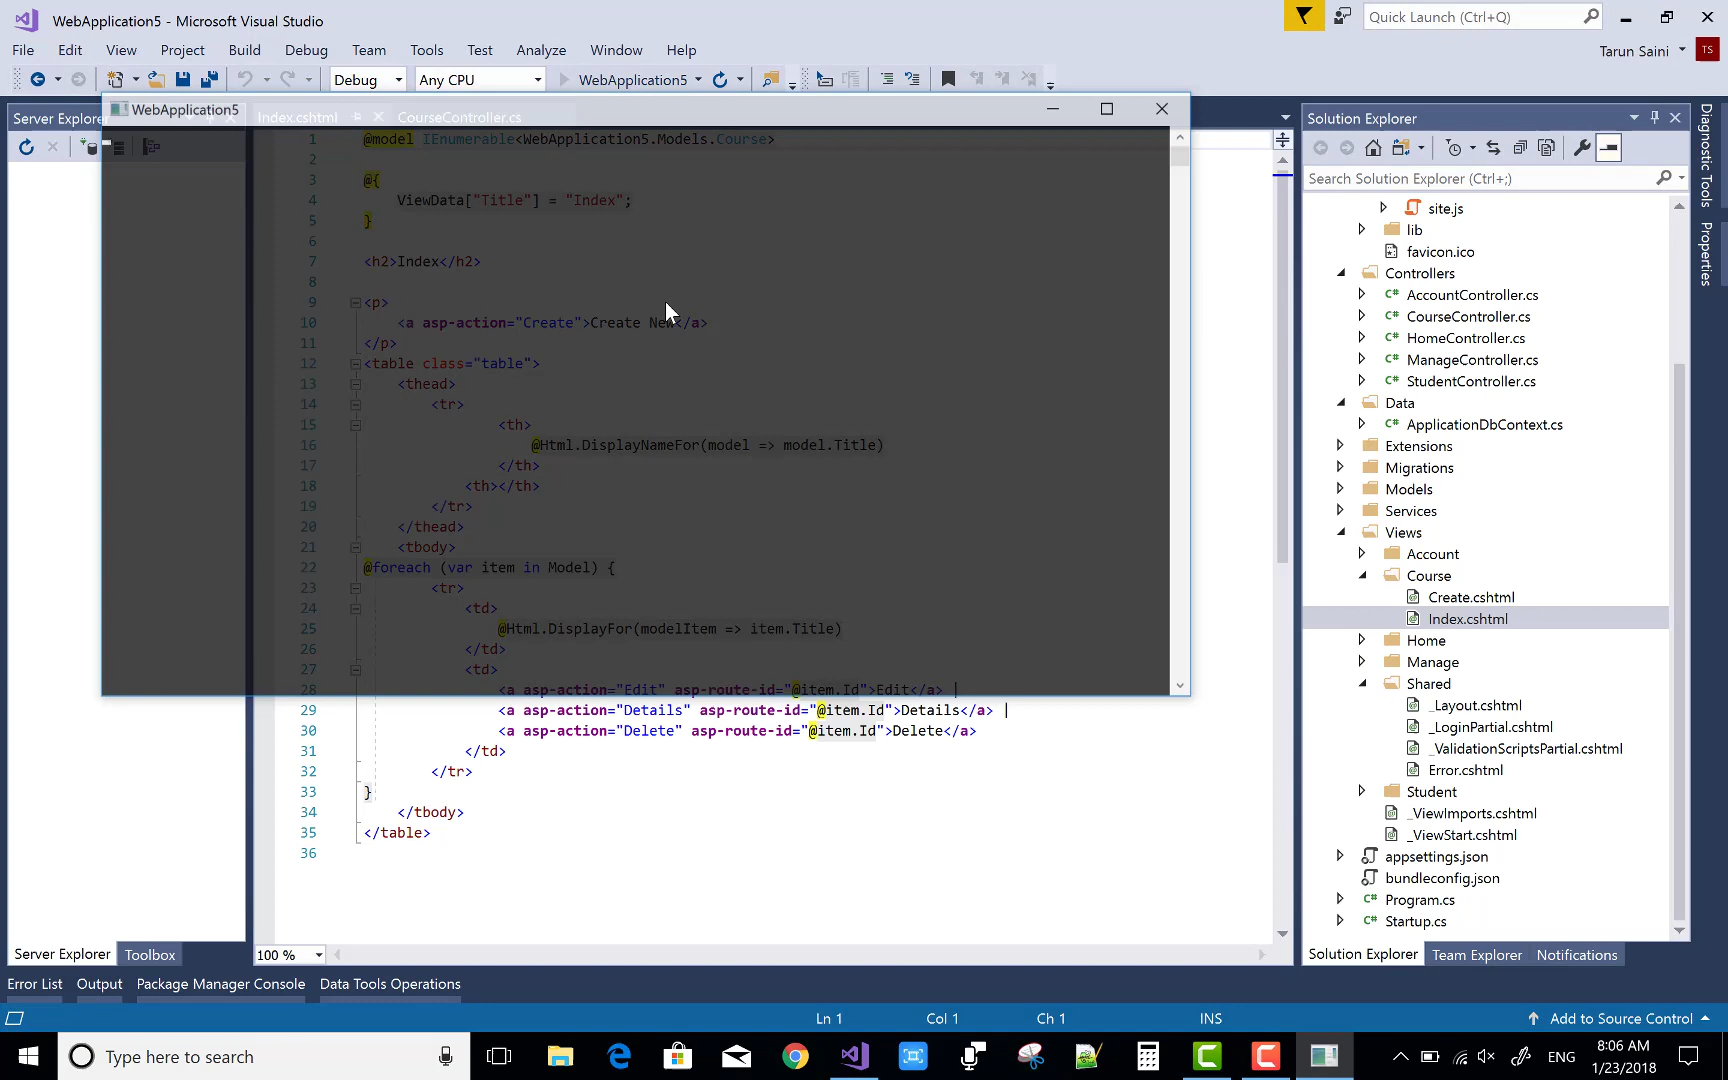 WebApplication5 - Microsoft Visual Studio
Quick Launch (Ctrl+Q)
File Edit View Project Build Debug Team Tools Test Analyze Window Help
Tarun Saini TS
Debug Any CPU WebApplication5
Server Explorer
WebApplication5
Index.cshtml
CourseController.cs
1 @model IEnumerable<WebApplication5.Models.Course>
2
3 @{
4 ViewData["Title"] = "Index";
5 }
6
7 <h2>Index</h2>
8
9 <p>
10 <a asp-action="Create">Create New</a>
11 </p>
12 <table class="table">
13 <thead>
14 <tr>
15 <th>
16 @Html.DisplayNameFor(model => model.Title)
17 </th>
18 <th></th>
19 </tr>
20 </thead>
21 <tbody>
22 @foreach (var item in Model) {
23 <tr>
24 <td>
25 @Html.DisplayFor(modelItem => item.Title)
26 </td>
27 <td>
28 <a asp-action="Edit" asp-route-id="@item.Id">Edit</a> |
29 <a asp-action="Details" asp-route-id="@item.Id">Details</a> |
30 <a asp-action="Delete" asp-route-id="@item.Id">Delete</a>
31 </td>
32 </tr>
33 }
34 </tbody>
35 </table>
36
100 %
Solution Explorer
Search Solution Explorer (Ctrl+;)
site.js
lib
favicon.ico
Controllers
C# AccountController.cs
C# CourseController.cs
C# HomeController.cs
C# ManageController.cs
C# StudentController.cs
Data
C# ApplicationDbContext.cs
Extensions
Migrations
Models
Services
Views
Account
Course
Create.cshtml
Index.cshtml
Home
Manage
Shared
_Layout.cshtml
_LoginPartial.cshtml
_ValidationScriptsPartial.cshtml
Error.cshtml
Student
_ViewImports.cshtml
_ViewStart.cshtml
appsettings.json
bundleconfig.json
C# Program.cs
C# Startup.cs
Diagnostic Tools
Properties
Server Explorer Toolbox
Solution Explorer Team Explorer Notifications
Error List Output Package Manager Console Data Tools Operations
Ln 1 Col 1 Ch 1 INS Add to Source Control
Type here to search
ENG
8:06 AM
1/23/2018